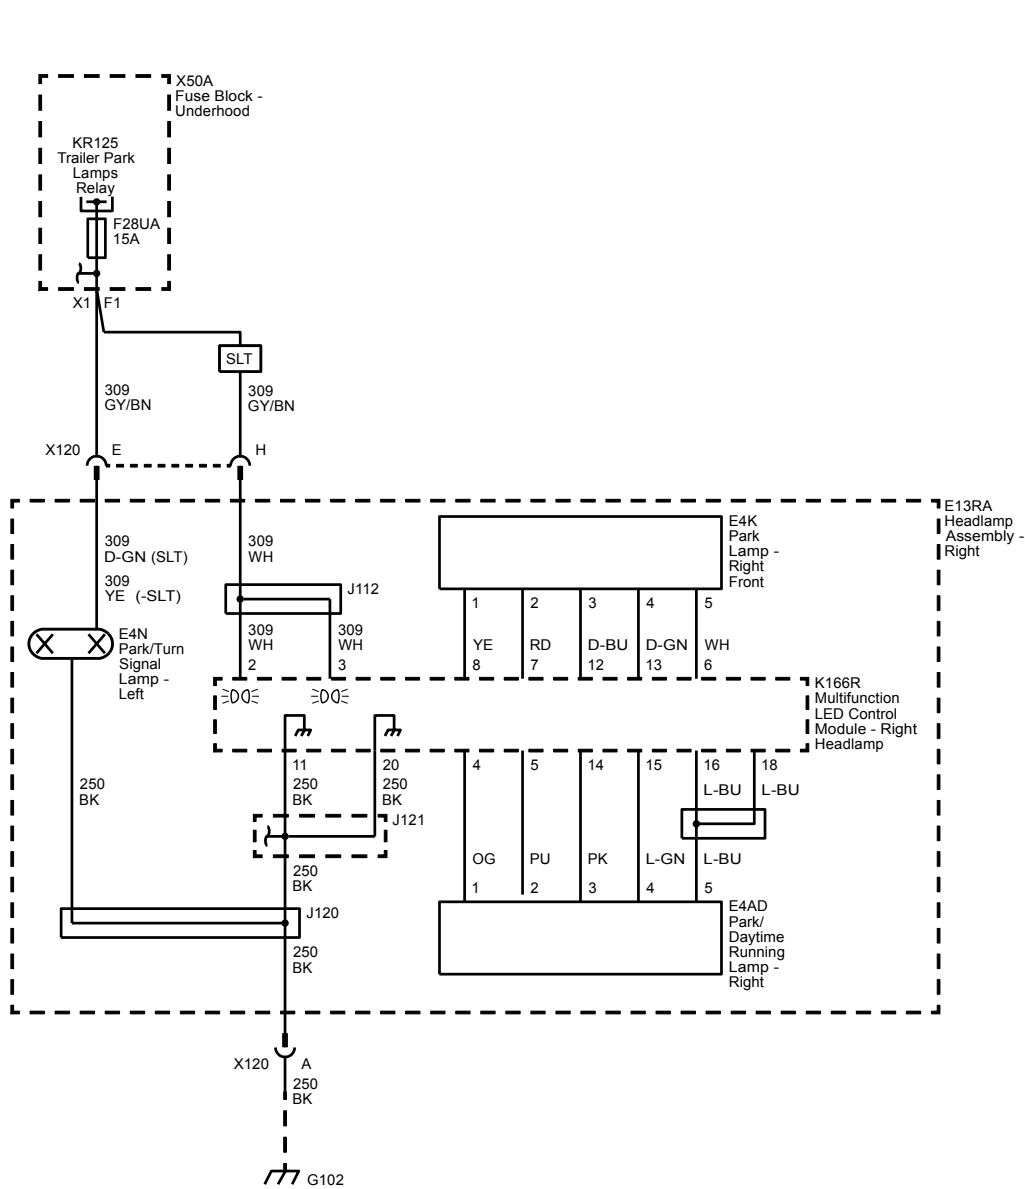 X50A
Fuse Block -
Underhood
KR125
Trailer Park
Lamps
Relay
F28UA
15A
X1 F1
SLT
309
GY/BN
309
GY/BN
X120 E H
E13RA
Headlamp
Assembly -
Right
309
D-GN (SLT)
309
YE (-SLT)
309
WH
E4K
Park
Lamp -
Right
Front
J112
1 2 3 4 5
E4N
Park/Turn
Signal
Lamp -
Left
309
WH
309
WH
YE RD D-BU D-GN WH
2 3 8 7 12 13 6
K166R
Multifunction
LED Control
Module - Right
Headlamp
11 20 4 5 14 15 16 18
250
BK
250
BK
250
BK
L-BU L-BU
J121
OG PU PK L-GN L-BU
250
BK
1 2 3 4 5
J120
E4AD
Park/
Daytime
Running
Lamp -
Right
250
BK
X120 A
250
BK
G102